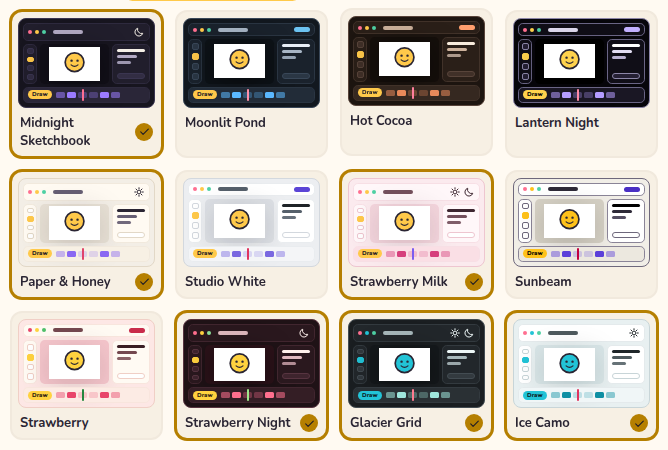 Draw
Draw
Draw
Draw
Midnight
Sketchbook
Moonlit Pond
Hot Cocoa
Lantern Night
Draw
Draw
Draw
Draw
Paper & Honey
Studio White
Strawberry Milk
Sunbeam
Draw
Draw
Draw
Draw
Strawberry
Strawberry Night
Glacier Grid
Ice Camo